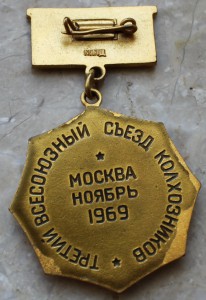 ТРЕТИЙ ВСЕСОЮЗНЫЙ СЪЕЗД КОЛХОЗНИКОВ
МОСКВА
НОЯБРЬ
1969